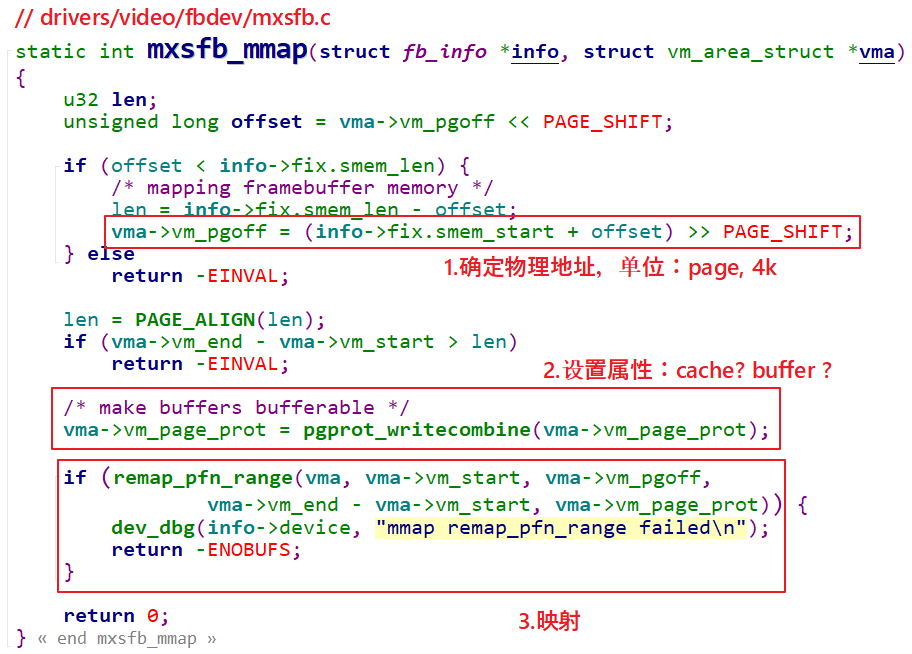 // drivers/video/fbdev/mxsfb.c
static int mxsfb_mmap(struct fb_info *info, struct vm_area_struct *vma)
{
    u32 len;
    unsigned long offset = vma->vm_pgoff << PAGE_SHIFT;
    if (offset < info->fix.smem_len) {
        /* mapping framebuffer memory */
        len = info->fix.smem_len - offset;
        vma->vm_pgoff = (info->fix.smem_start + offset) >> PAGE_SHIFT;
    } else
1.确定物理地址，单位：page, 4k
        return -EINVAL;
    len = PAGE_ALIGN(len);
    if (vma->vm_end - vma->vm_start > len)
        return -EINVAL;
2.设置属性：cache? buffer ?
    /* make buffers bufferable */
    vma->vm_page_prot = pgprot_writecombine(vma->vm_page_prot);
    if (remap_pfn_range(vma, vma->vm_start, vma->vm_pgoff,
                vma->vm_end - vma->vm_start, vma->vm_page_prot)) {
        dev_dbg(info->device, "mmap remap_pfn_range failed\n");
        return -ENOBUFS;
    }
    return 0;
3.映射
} « end mxsfb_mmap »